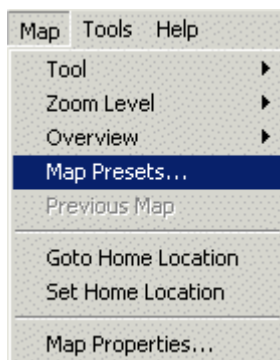 Map Tools Help
Tool
Zoom Level
Overview
Map Presets...
Previous Map
Goto Home Location
Set Home Location
Map Properties...